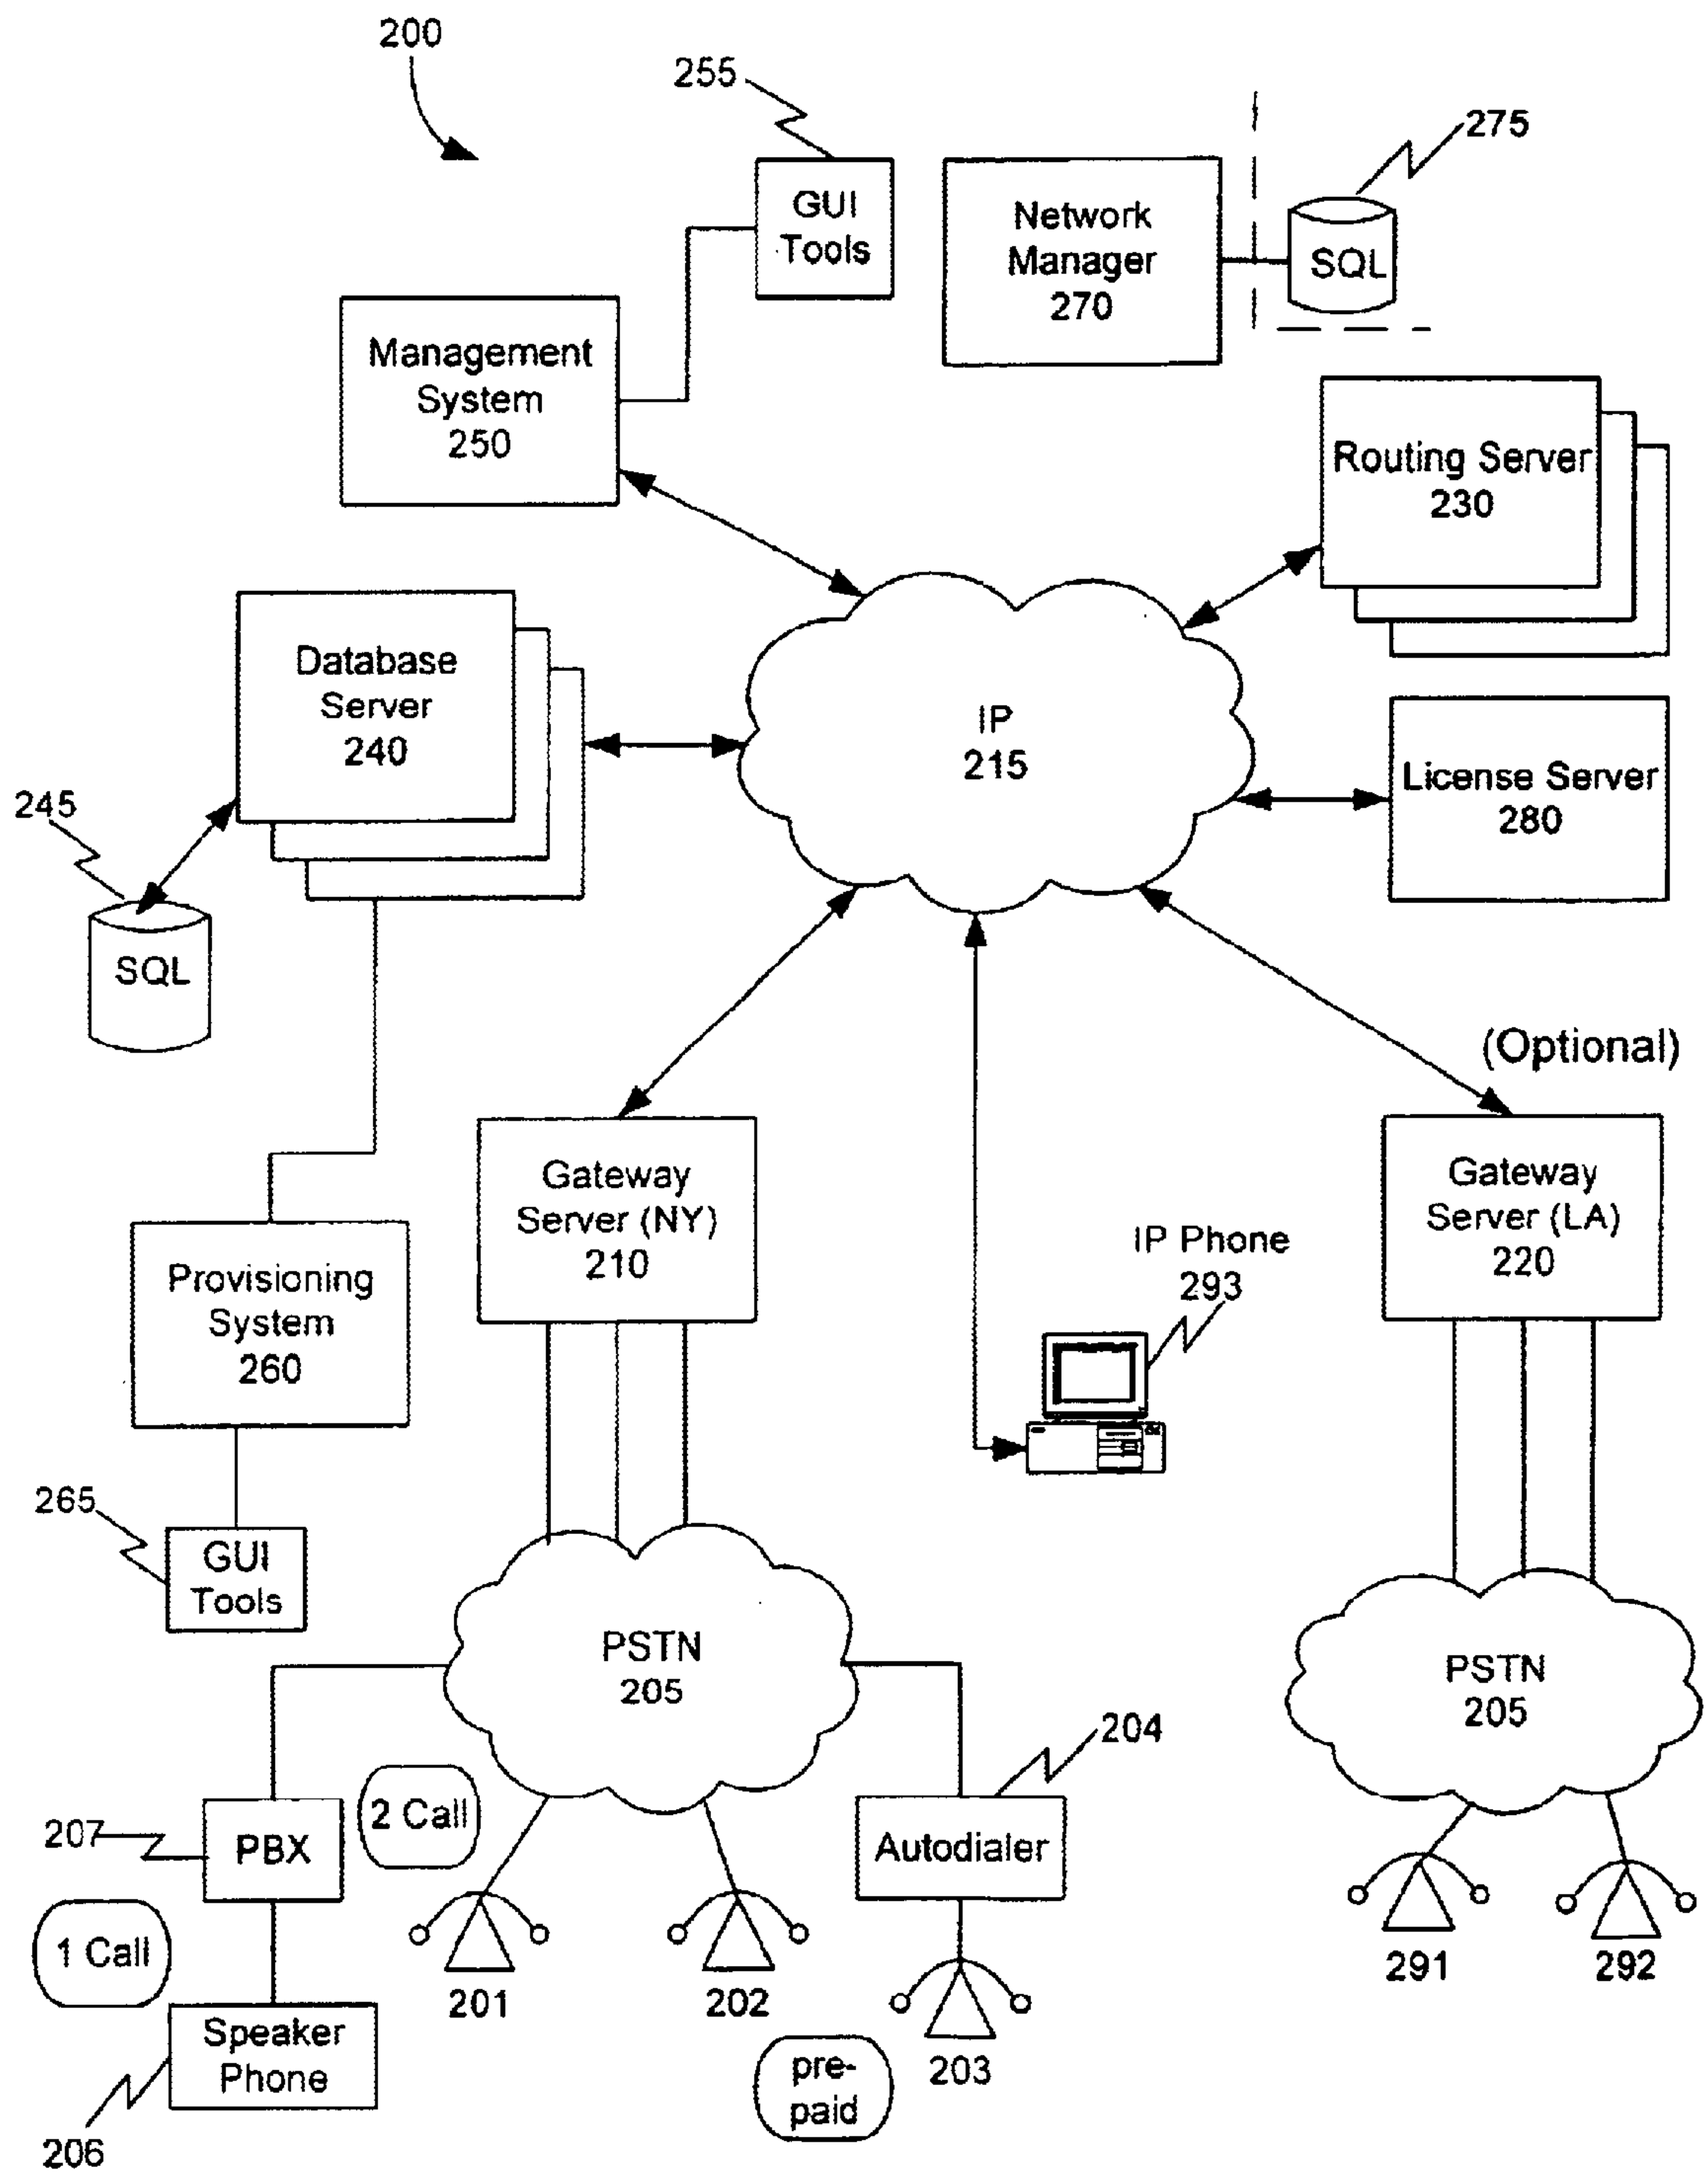 200
255
275
GUI
Tools
Network
Manager
270
SQL
Management
System
250
Routing Server
230
Database
Server
240
IP
215
License Server
280
245
SQL
(Optional)
Gateway
Server (NY)
210
Gateway
Server (LA)
220
IP Phone
293
Provisioning
System
260
265
GUI
Tools
PSTN
205
PSTN
205
204
207
PBX
2 Call
Autodialer
1 Call
201
202
203
291
292
Speaker
Phone
pre-
paid
206